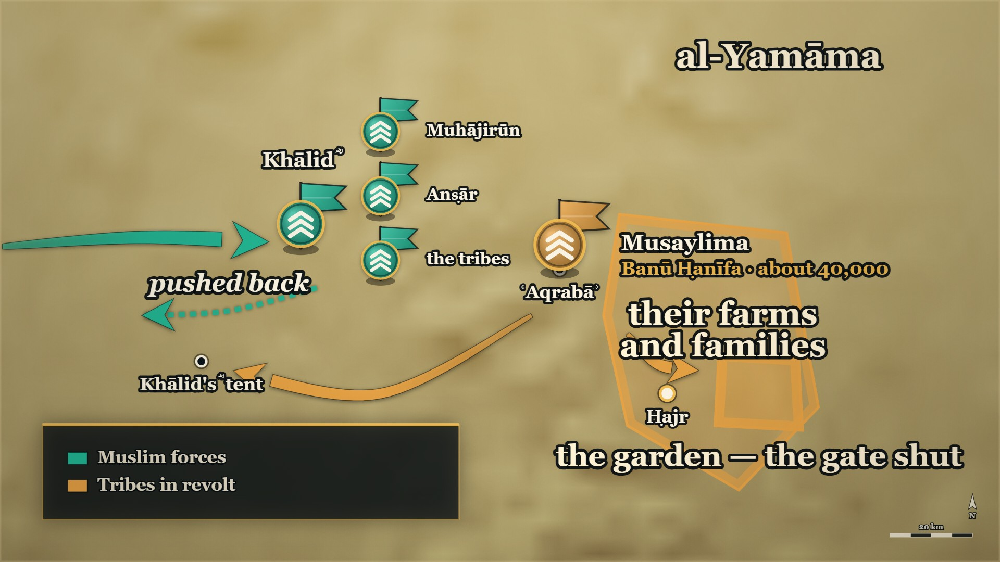 al-Yamāma
Muhājirūn
Khālid ؓ
Anṣār
Musaylima
the tribes
Banū Ḥanīfa • about 40,000
pushed back
ʿAqrabāʾ
their farms
and families
Khālid's ؓ tent
Ḥajr
the garden — the gate shut
Muslim forces
Tribes in revolt
N
20 km